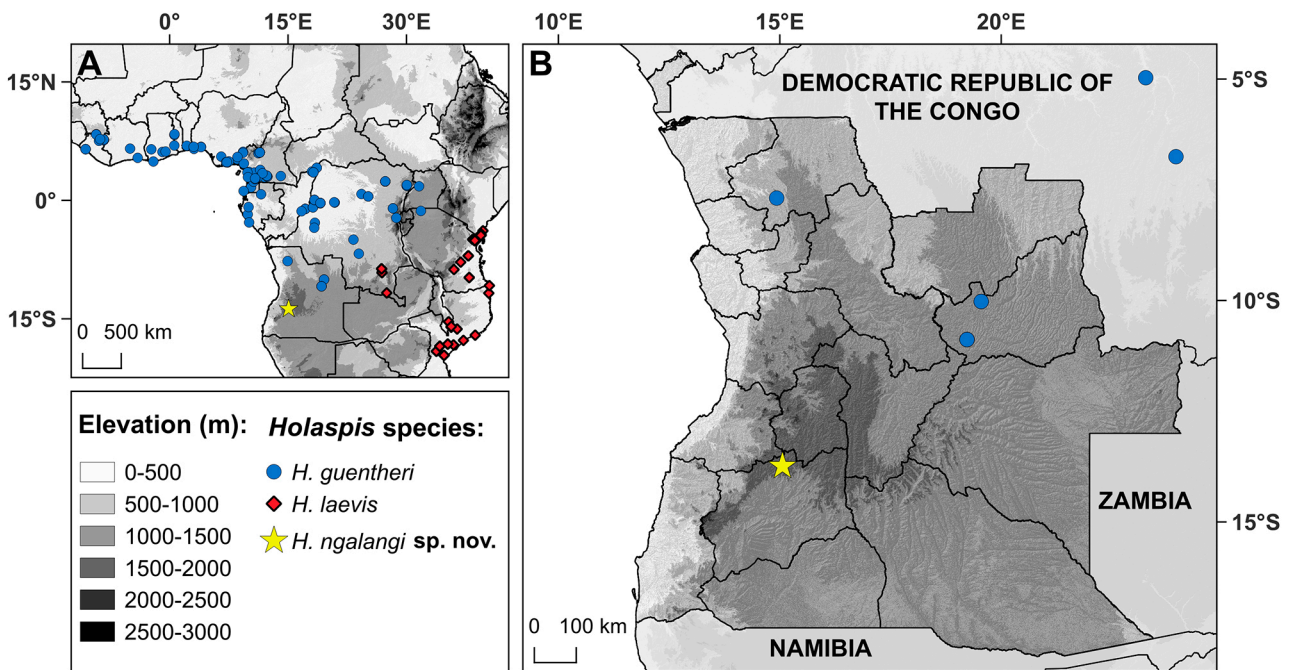 0°
15°E
30°E
10°E
15°E
20°E
A
15°N
0°
15°S
0 500 km
B
DEMOCRATIC REPUBLIC OF
THE CONGO
5°S
10°S
15°S
ZAMBIA
NAMIBIA
0 100 km
Elevation (m):
0-500
500-1000
1000-1500
1500-2000
2000-2500
2500-3000
Holaspis species:
H. guentheri
H. laevis
H. ngalangi sp. nov.